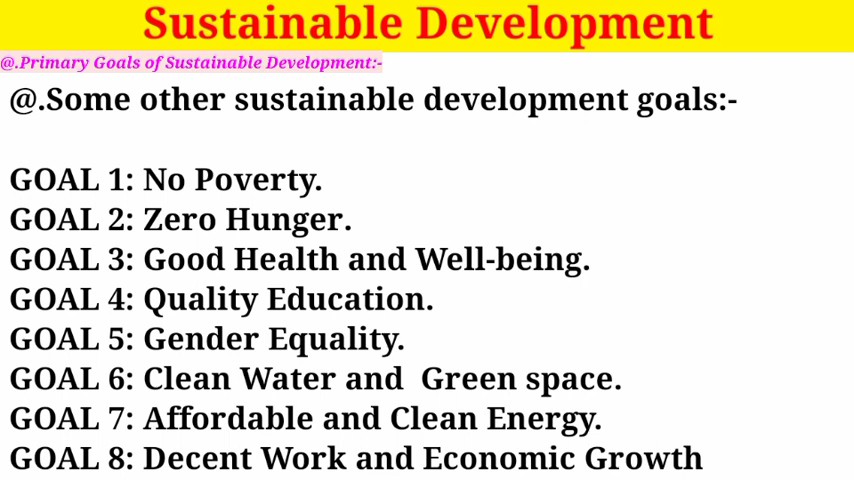 Sustainable Development
@.Primary Goals of Sustainable Development:-
@.Some other sustainable development goals:-
GOAL 1: No Poverty.
GOAL 2: Zero Hunger.
GOAL 3: Good Health and Well-being.
GOAL 4: Quality Education.
GOAL 5: Gender Equality.
GOAL 6: Clean Water and  Green space.
GOAL 7: Affordable and Clean Energy.
GOAL 8: Decent Work and Economic Growth